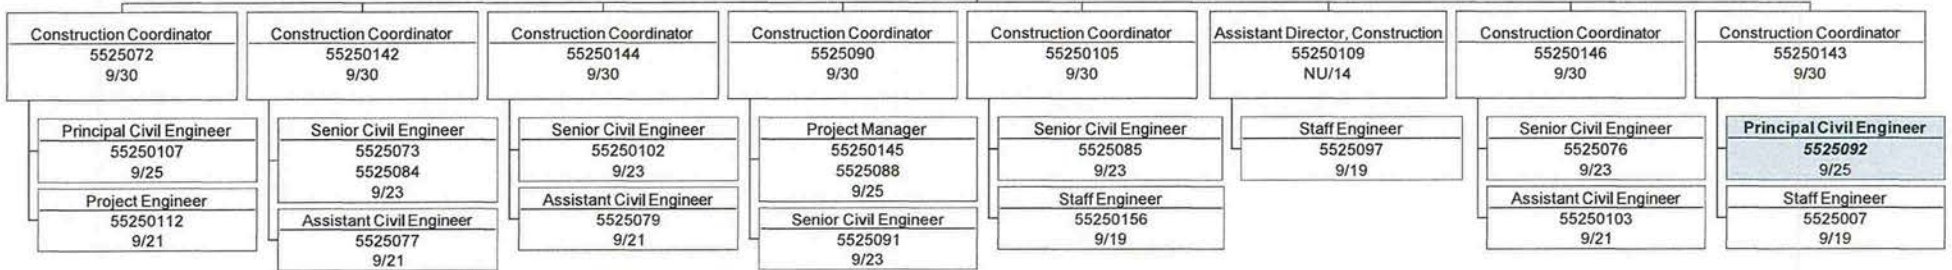 Construction Coordinator
5525072
9/30
Principal Civil Engineer
55250107
9/25
Project Engineer
55250112
9/21
Construction Coordinator
55250142
9/30
Senior Civil Engineer
5525073
5525084
9/23
Assistant Civil Engineer
5525077
9/21
Construction Coordinator
55250144
9/30
Senior Civil Engineer
55250102
9/23
Assistant Civil Engineer
5525079
9/21
Construction Coordinator
5525090
9/30
Project Manager
55250145
5525088
9/25
Senior Civil Engineer
5525091
9/23
Construction Coordinator
55250105
9/30
Senior Civil Engineer
5525085
9/23
Staff Engineer
55250156
9/19
Assistant Director, Construction
55250109
NU/14
Staff Engineer
5525097
9/19
Construction Coordinator
55250146
9/30
Senior Civil Engineer
5525076
9/23
Assistant Civil Engineer
55250103
9/21
Construction Coordinator
55250143
9/30
Principal Civil Engineer
5525092
9/25
Staff Engineer
5525007
9/19